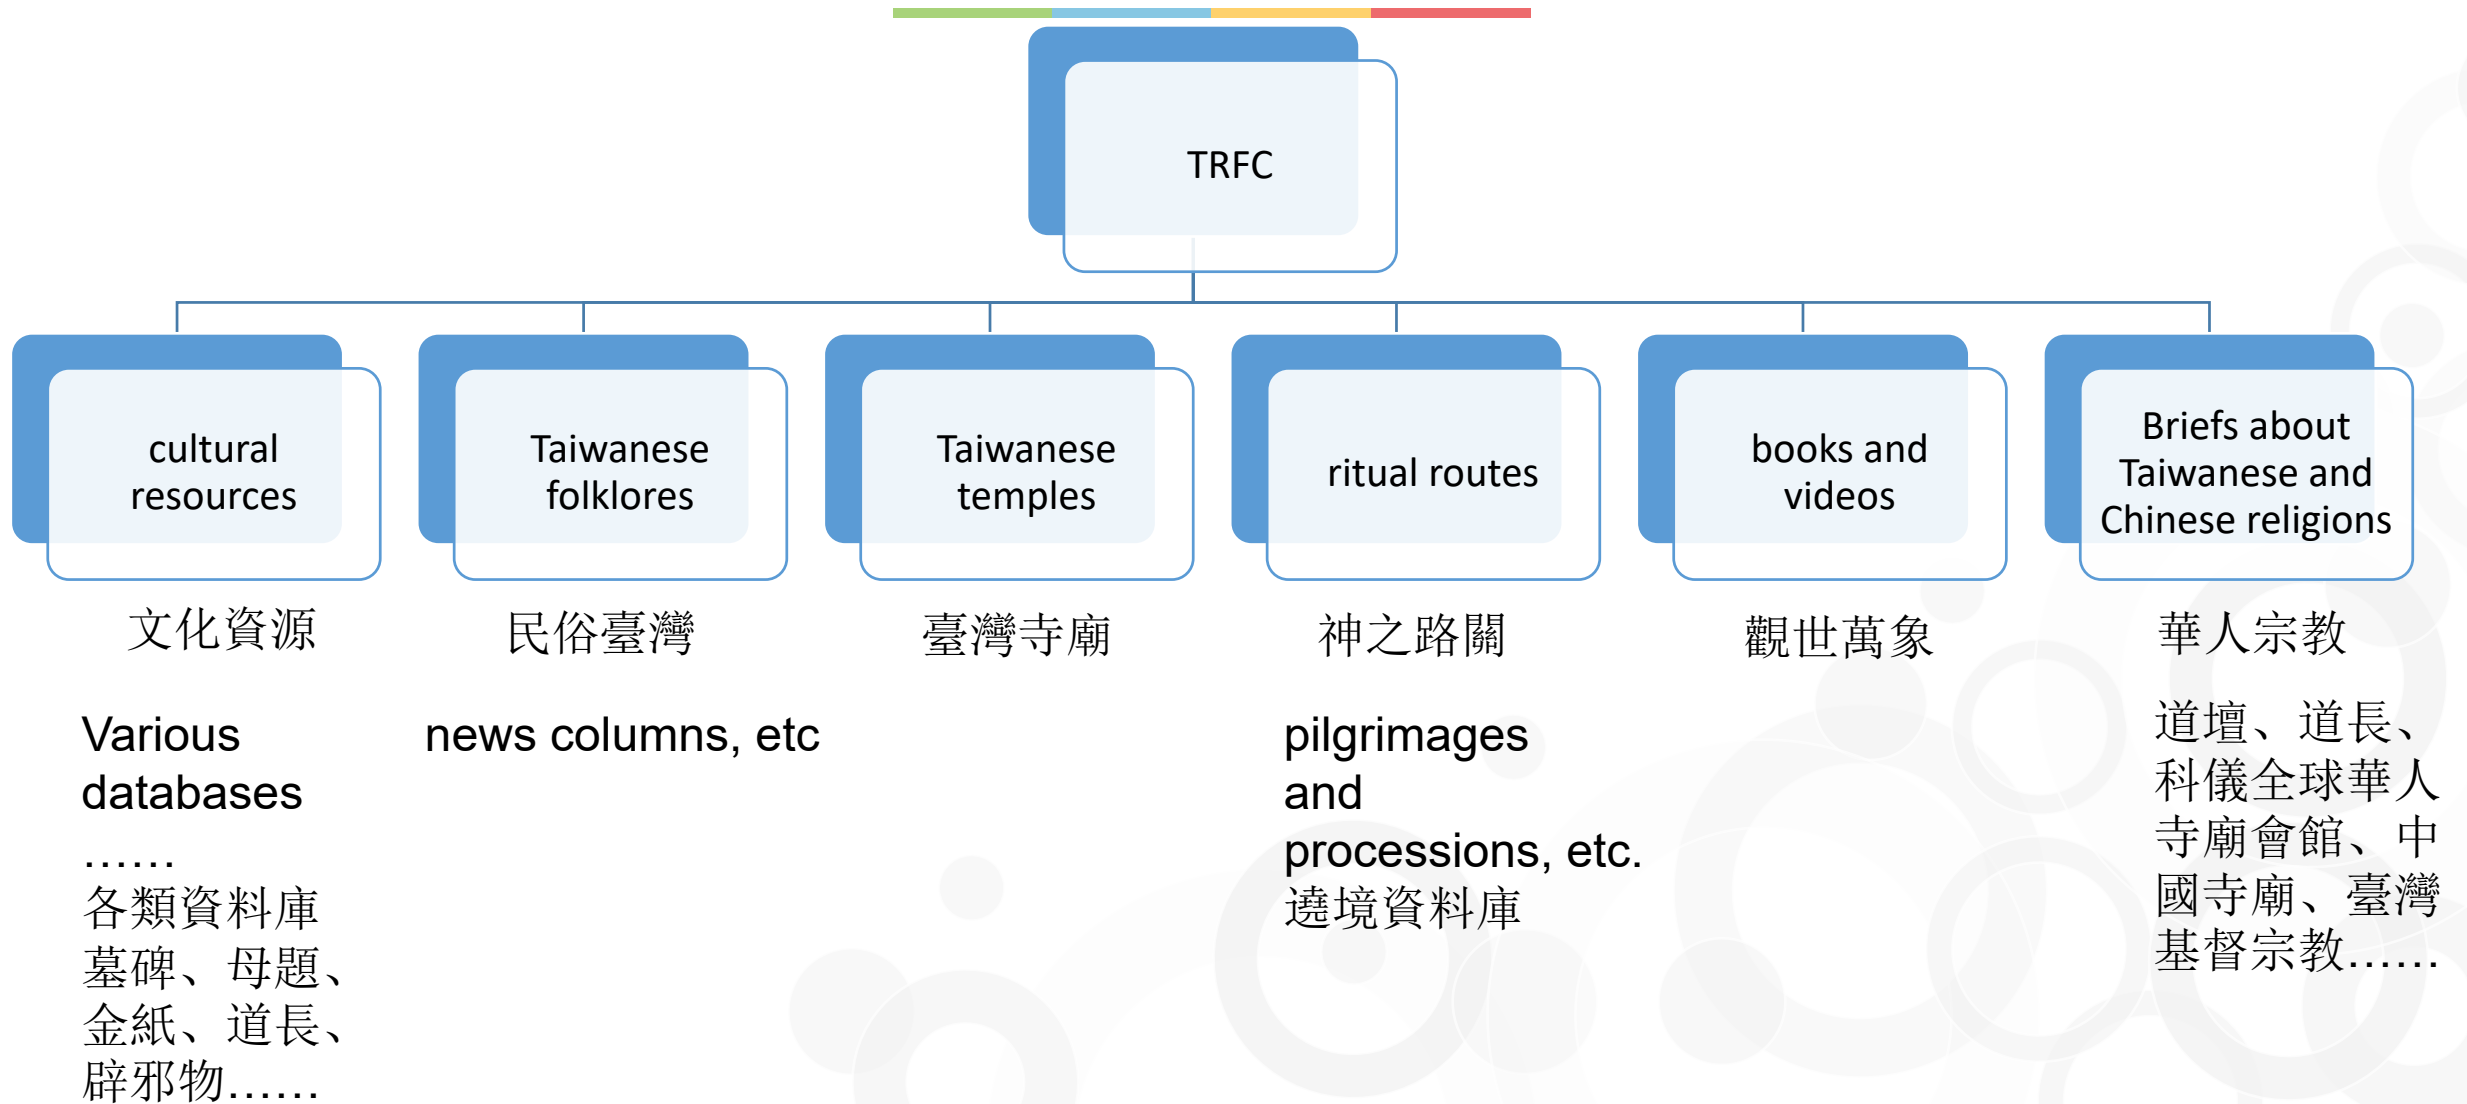 TRFC
cultural
resources
Taiwanese
folklores
Taiwanese
temples
ritual routes
books and
videos
Briefs about
Taiwanese and
Chinese religions
文化資源
民俗臺灣
臺灣寺廟
神之路關
觀世萬象
華人宗教
Various
databases
……
各類資料庫
墓碑、母題、
金紙、道長、
辟邪物……
news columns, etc
pilgrimages
and
processions, etc.
遶境資料庫
道壇、道長、
科儀全球華人
寺廟會館、中
國寺廟、臺灣
基督宗教……